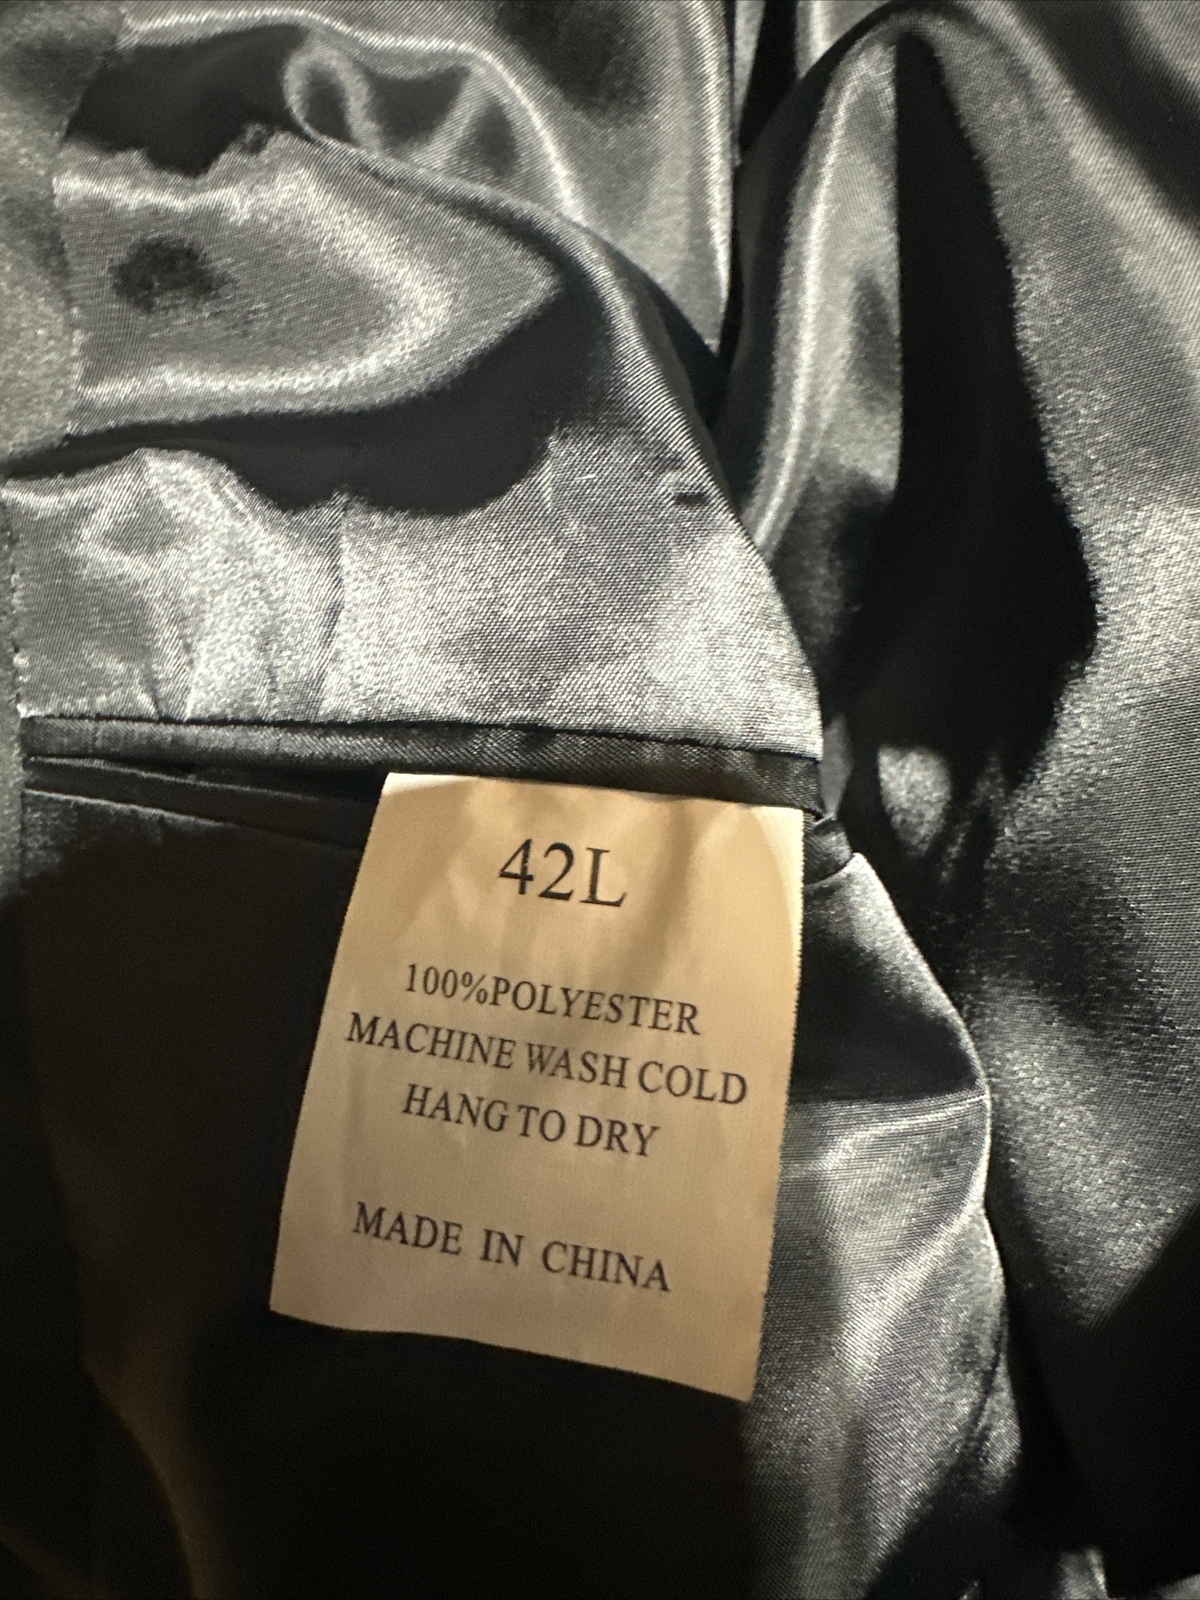 42L
100%POLYESTER
MACHINE WASH COLD
HANG TO DRY
MADE IN CHINA